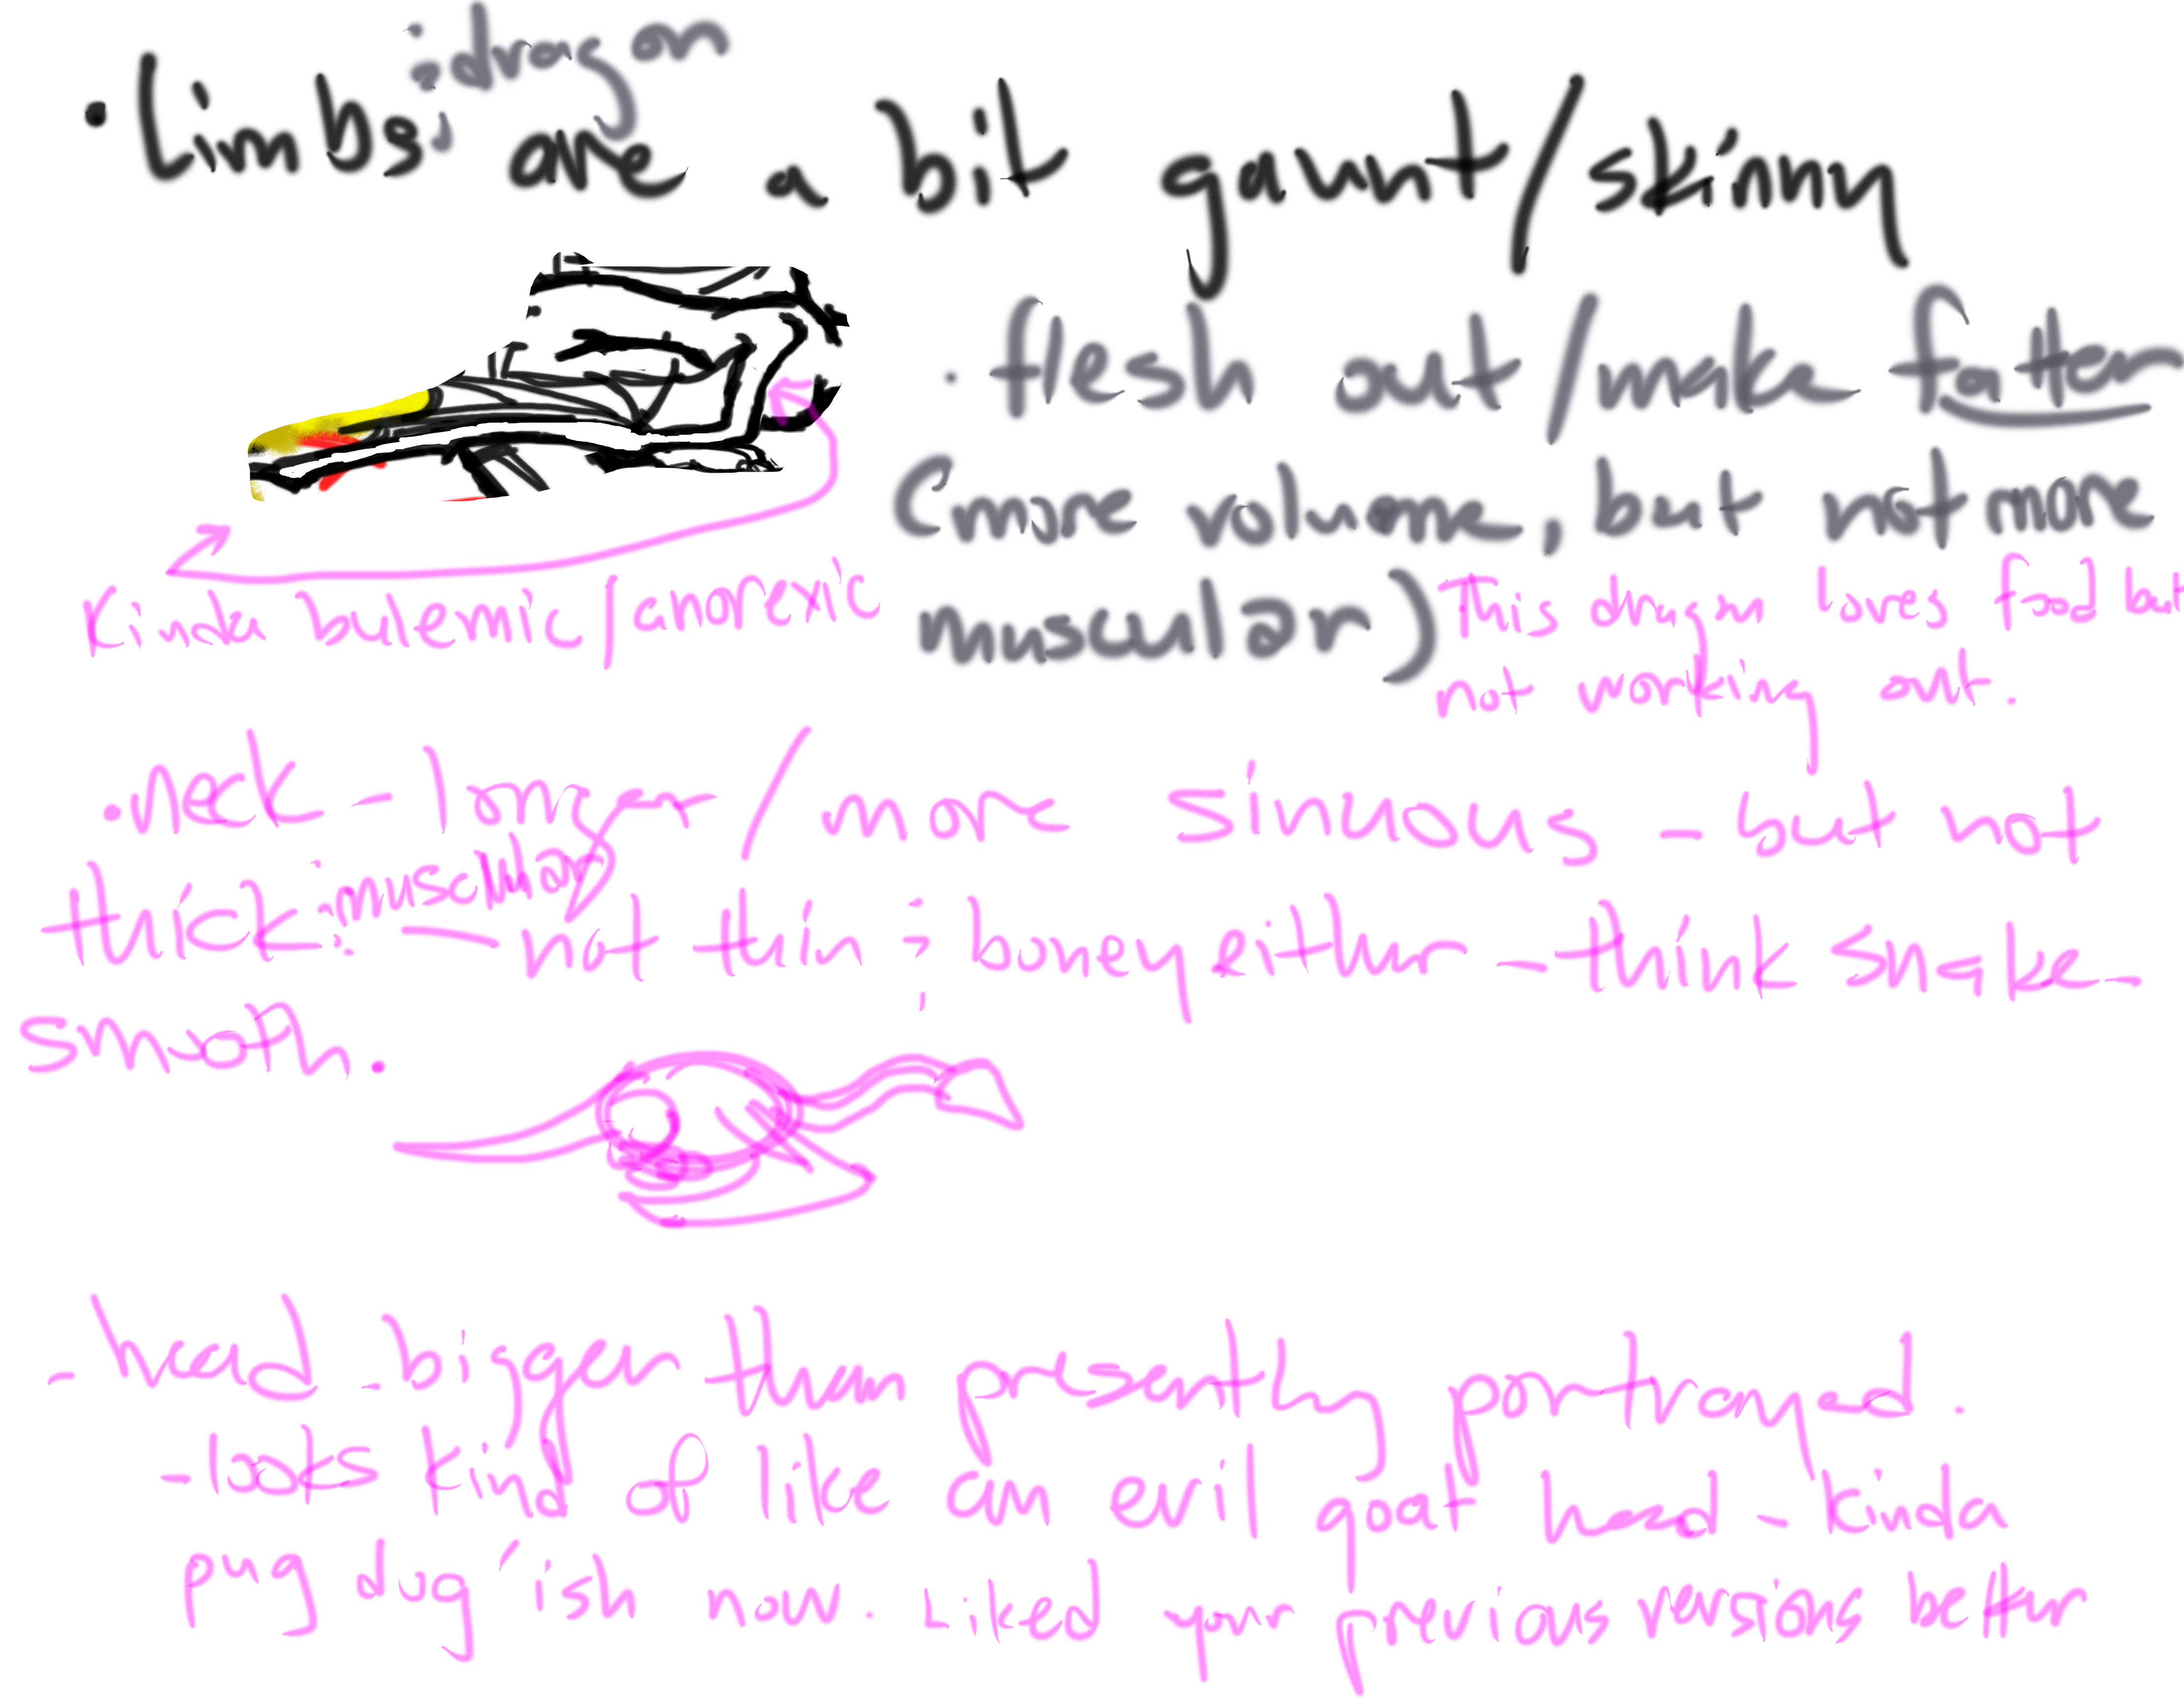 : dragon
• Limbs; are a bit gaunt/skinny
· flesh out/make fatter
(more volume, but not more
muscular)
Kinda bulemic/anorexic
This dragon loves food but
not working out.
• neck - longer/more sinuous - but not
thick : muscular - not thin ; boney either - think snake-
smooth.
- head - bigger than presently portrayed.
- looks kind of like an evil goat head - kinda
pug dog'ish now. Liked your previous versions better